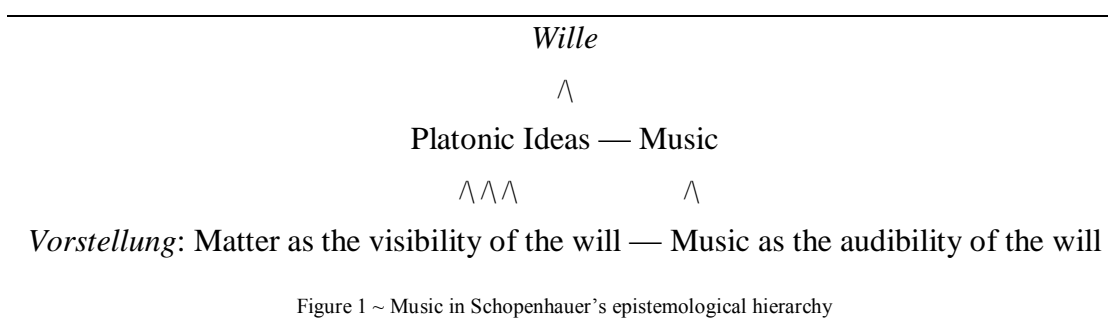 Wille
/\
Platonic Ideas — Music
/\ /\ /\ /\
Vorstellung: Matter as the visibility of the will — Music as the audibility of the will
Figure 1 ~ Music in Schopenhauer’s epistemological hierarchy